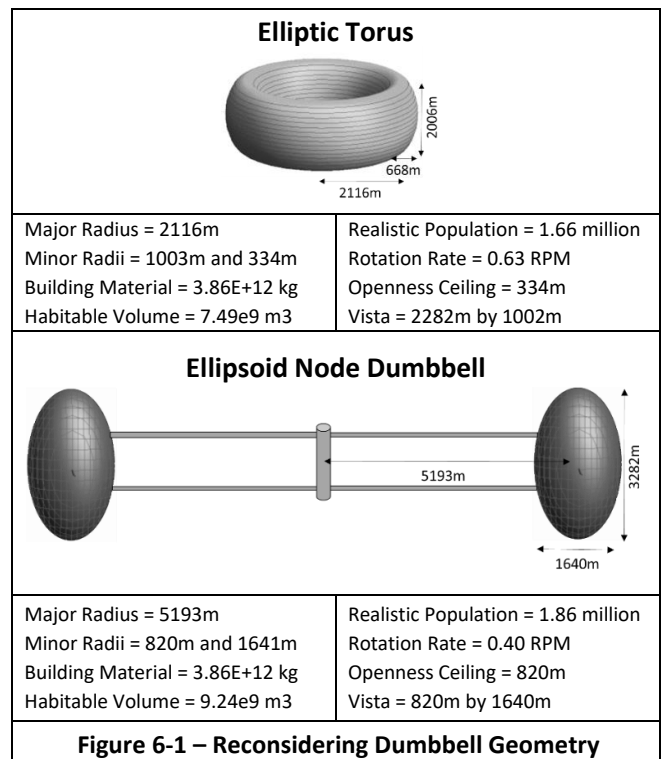 Elliptic Torus
2006m
668m
2116m
Major Radius = 2116m
Minor Radii = 1003m and 334m
Building Material = 3.86E+12 kg
Habitable Volume = 7.49e9 m3
Realistic Population = 1.66 million
Rotation Rate = 0.63 RPM
Openness Ceiling = 334m
Vista = 2282m by 1002m
Ellipsoid Node Dumbbell
5193m
3282m
1640m
Major Radius = 5193m
Minor Radii = 820m and 1641m
Building Material = 3.86E+12 kg
Habitable Volume = 9.24e9 m3
Realistic Population = 1.86 million
Rotation Rate = 0.40 RPM
Openness Ceiling = 820m
Vista = 820m by 1640m
Figure 6-1 – Reconsidering Dumbbell Geometry